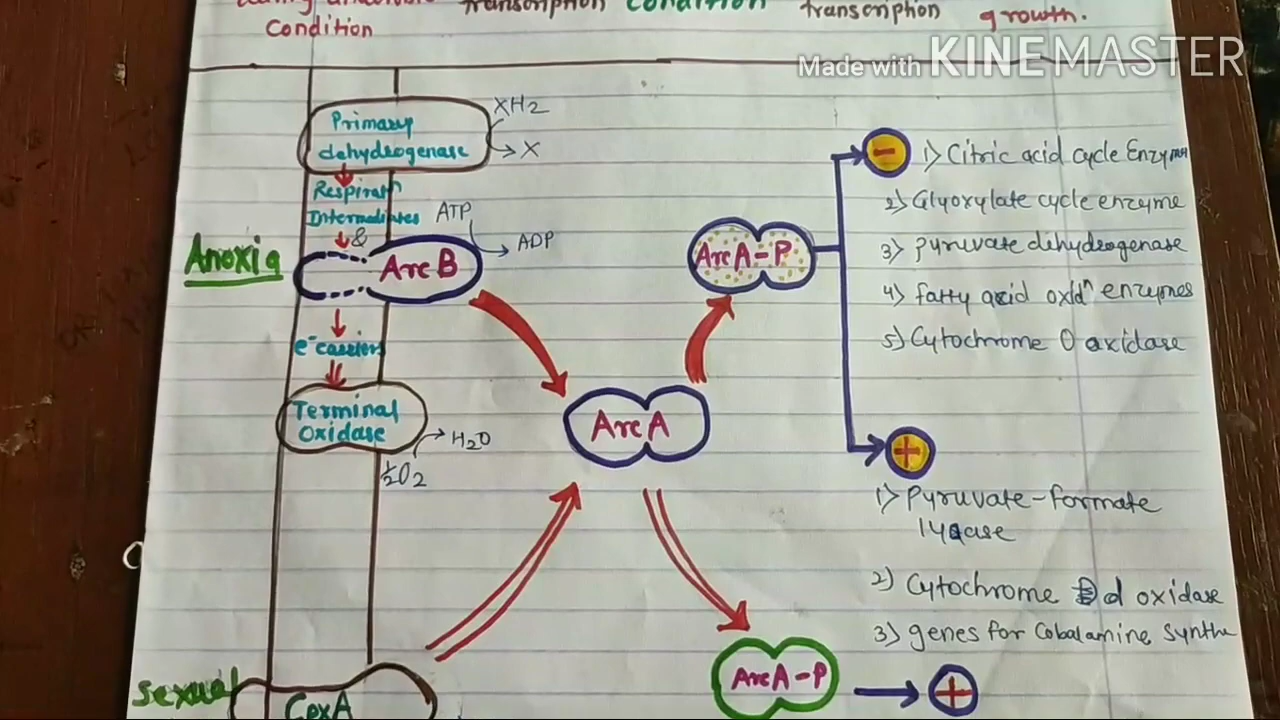 transcription condition transcription growth.
Condition
Made with KINEMASTER
Primary
dehydrogenase
XH2
X
Intermediates
&
ATP
ADP
Anoxia
Arc B
e⁻ carriers
Terminal
Oxidase
H₂O
½O₂
Arc A
Arc A-P
−
1) Citric acid cycle Enzyme
2) Glyoxylate cycle enzyme
3) pyruvate dehydrogenase
4) fatty acid oxidⁿ enzymes
5) Cytochrome O oxidase
+
1) Pyruvate-formate
lyase
2) Cytochrome d oxidase
3) genes for Cobalamine Synthe
Arc A-P
+
Sexual
CpxA